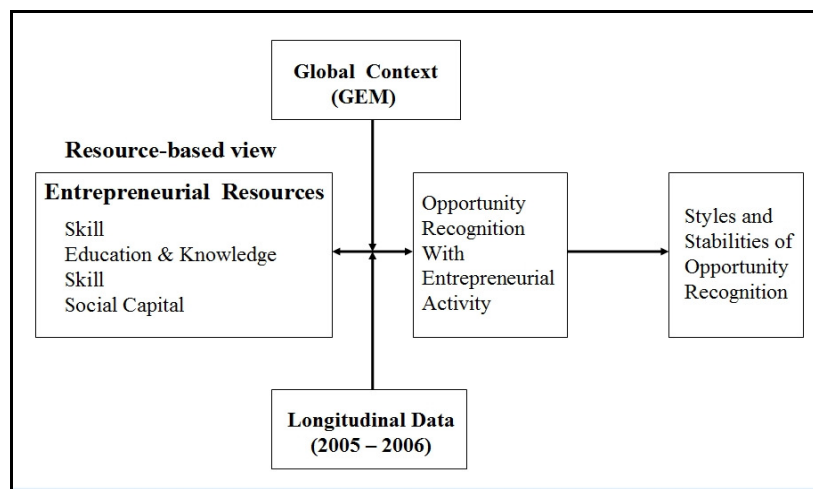 Global Context
(GEM)
Resource-based view
Entrepreneurial Resources
Skill
Education & Knowledge
Skill
Social Capital
Opportunity
Recognition
With
Entrepreneurial
Activity
Styles and
Stabilities of
Opportunity
Recognition
Longitudinal Data
(2005 – 2006)